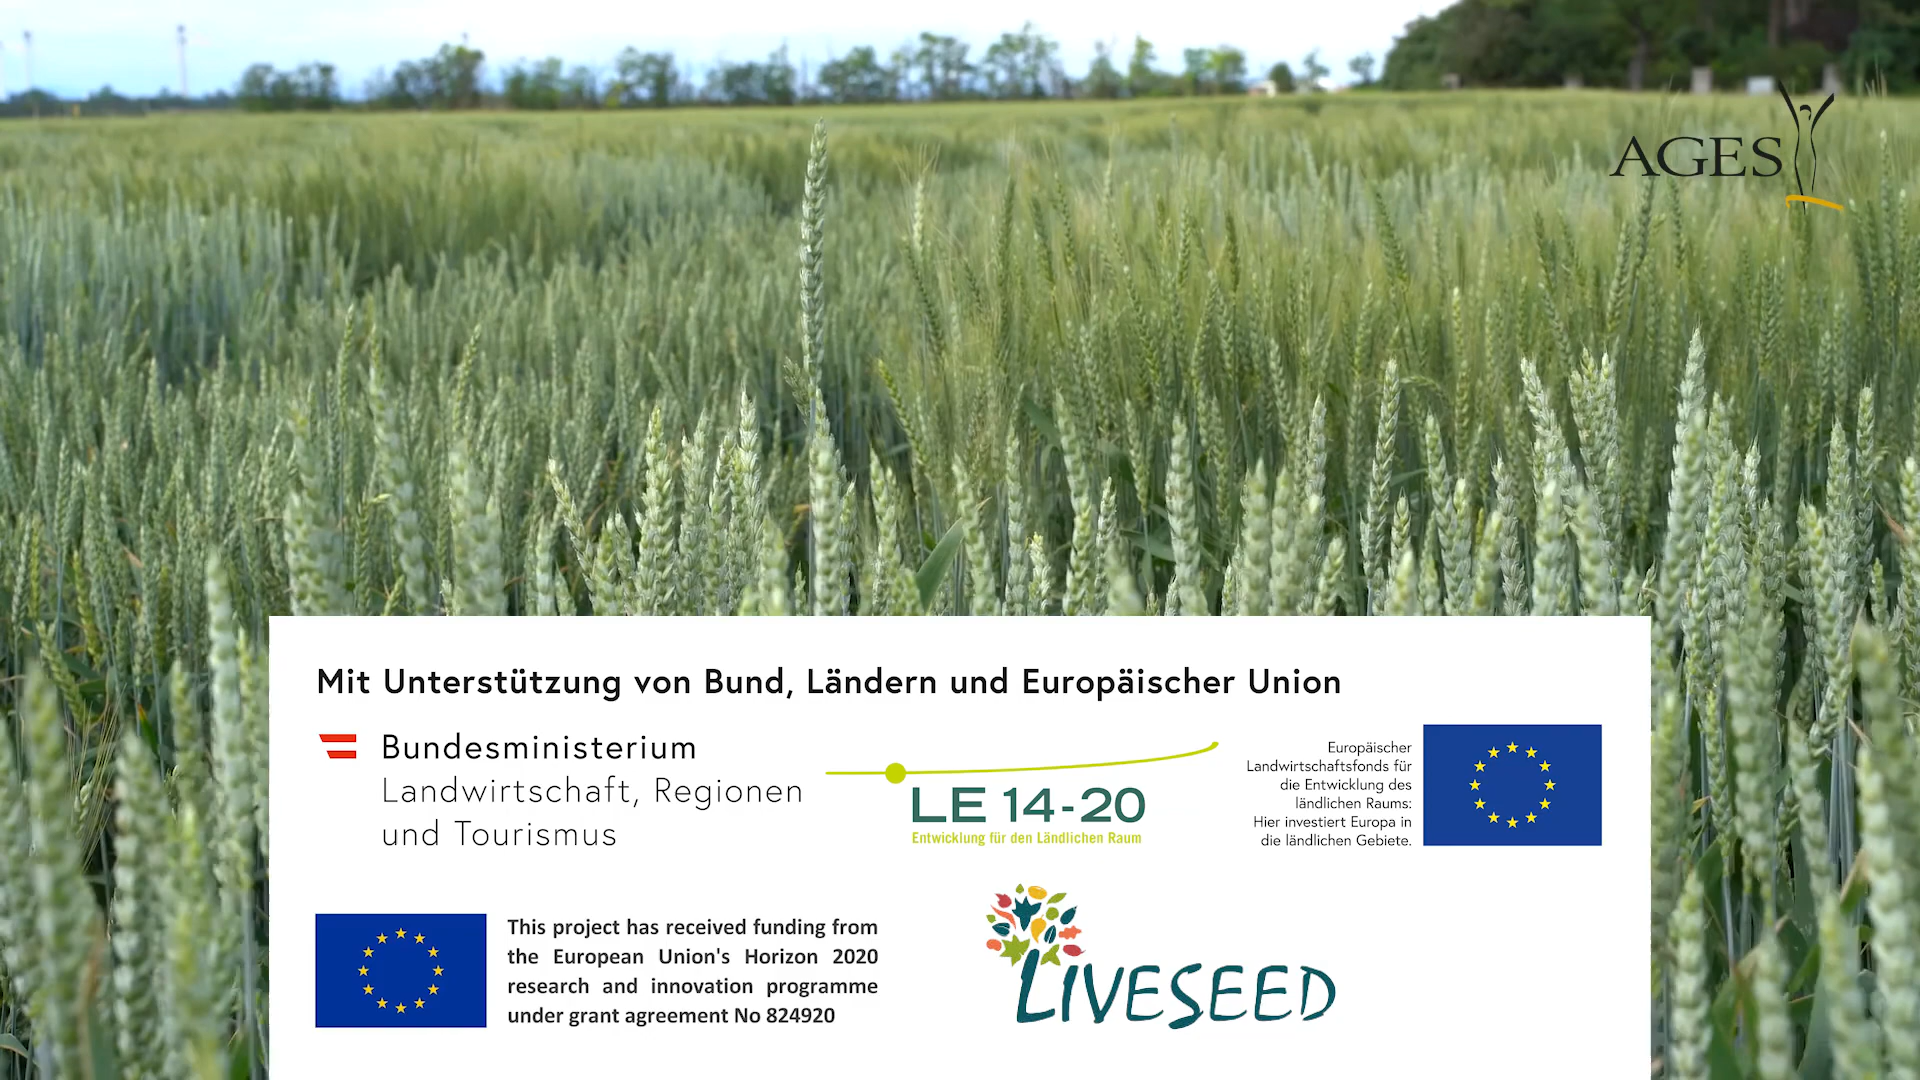 AGES
Mit Unterstützung von Bund, Ländern und Europäischer Union
Bundesministerium
Landwirtschaft, Regionen
und Tourismus
LE 14-20
Entwicklung für den Ländlichen Raum
Europäischer
Landwirtschaftsfonds für
die Entwicklung des
ländlichen Raums:
Hier investiert Europa in
die ländlichen Gebiete.
This project has received funding from
the European Union's Horizon 2020
research and innovation programme
under grant agreement No 824920
LIVESEED